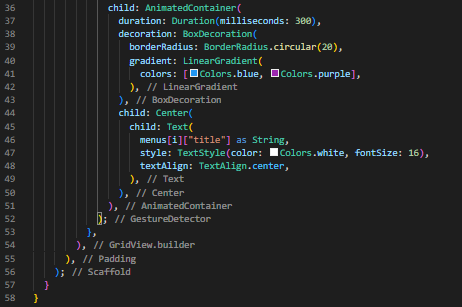 36 child: AnimatedContainer(
37 duration: Duration(milliseconds: 300),
38 decoration: BoxDecoration(
39 borderRadius: BorderRadius.circular(20),
40 gradient: LinearGradient(
41 colors: [Colors.blue, Colors.purple],
42 ), // LinearGradient
43 ), // BoxDecoration
44 child: Center(
45 child: Text(
46 menus[i]["title"] as String,
47 style: TextStyle(color: Colors.white, fontSize: 16),
48 textAlign: TextAlign.center,
49 ), // Text
50 ), // Center
51 ), // AnimatedContainer
52 ); // GestureDetector
53 },
54 ), // GridView.builder
55 ), // Padding
56 ); // Scaffold
57 }
58 }